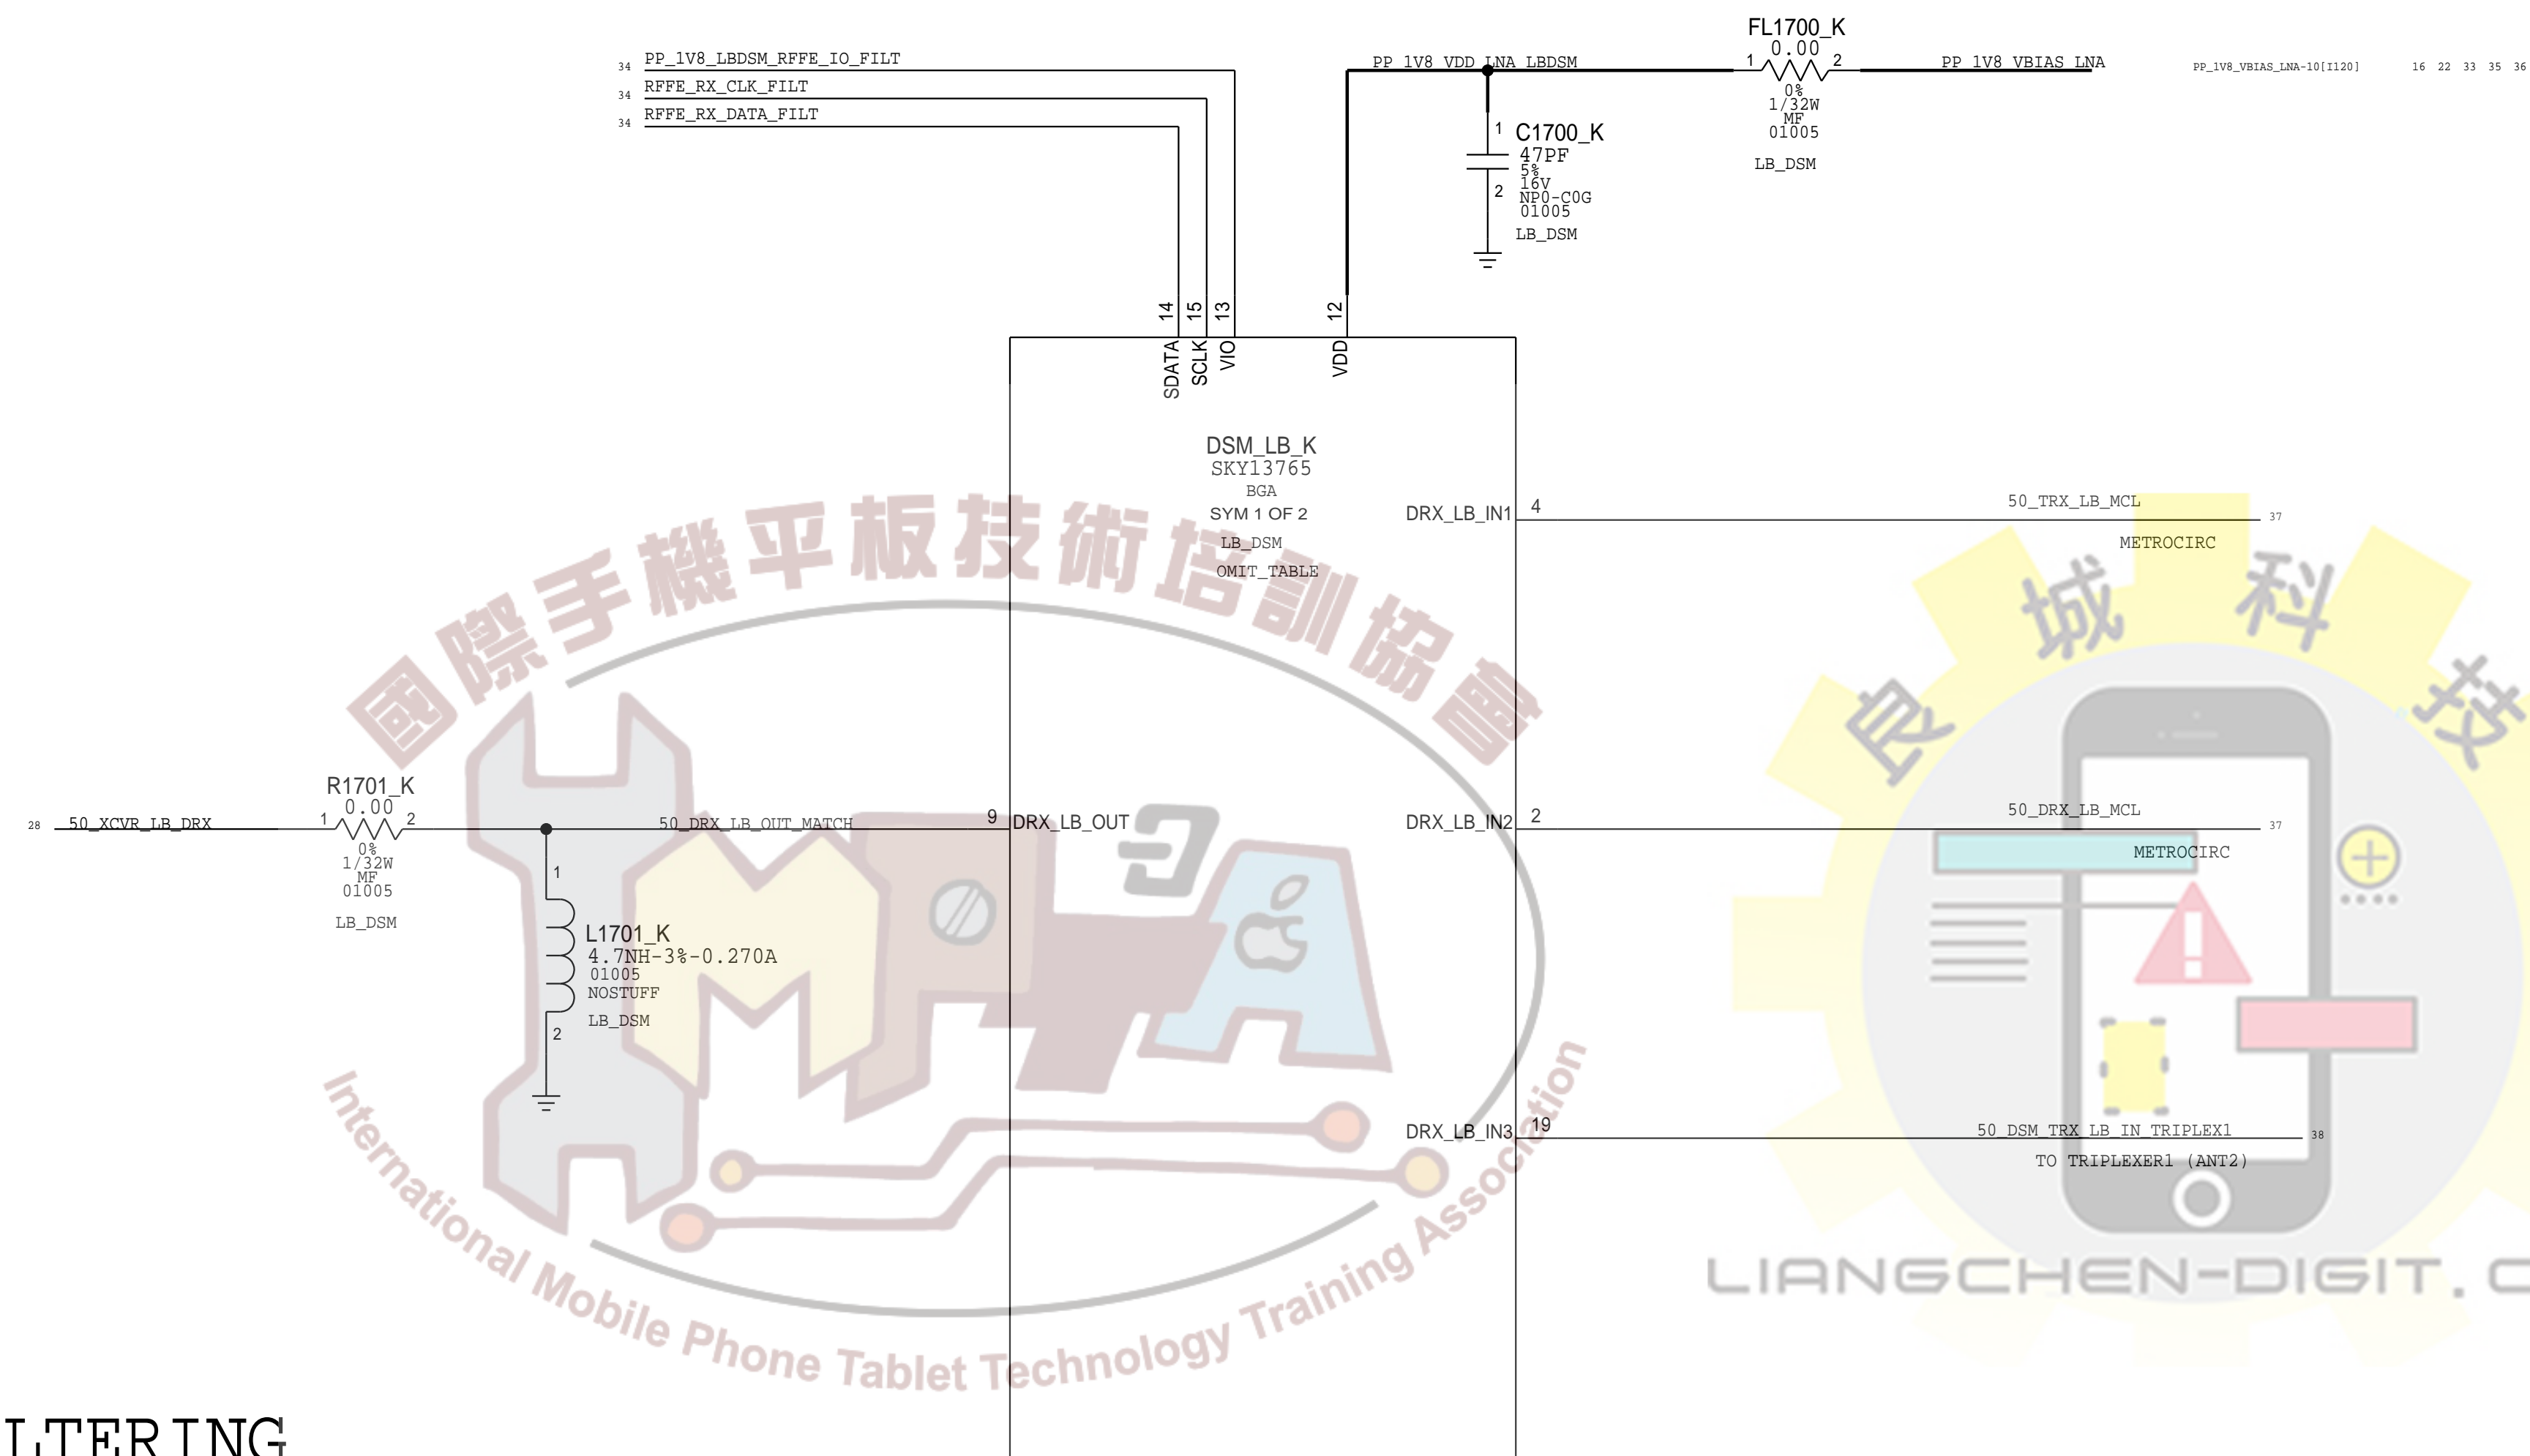 FL1700_K
0.00
1 2
34 PP_1V8_LBDSM_RFFE_IO_FILT
PP_1V8_VDD_LNA_LBDSM
PP_1V8_VBIAS_LNA
PP_1V8_VBIAS_LNA-10[I120] 16 22 33 35 36
34 RFFE_RX_CLK_FILT
34 RFFE_RX_DATA_FILT
0%
1/32W
MF
01005
LB_DSM
1
C1700_K
47PF
5%
16V
NP0-C0G
01005
2
LB_DSM
14 15 13 12
SDATA SCLK VIO VDD
DSM_LB_K
SKY13765
BGA
SYM 1 OF 2
LB_DSM
OMIT_TABLE
DRX_LB_IN1 4 50_TRX_LB_MCL 37
METROCIRC
國際手機平板技術培訓協會
良城科技
R1701_K
0.00
1 2
28 50_XCVR_LB_DRX
50_DRX_LB_OUT_MATCH 9 DRX_LB_OUT
DRX_LB_IN2 2 50_DRX_LB_MCL 37
METROCIRC
0%
1/32W
MF
01005
LB_DSM
1
L1701_K
4.7NH-3%-0.270A
01005
NOSTUFF
LB_DSM
2
DRX_LB_IN3 19 50_DSM_TRX_LB_IN_TRIPLEX1 38
TO TRIPLEXER1 (ANT2)
International Mobile Phone Tablet Technology Training Association
LIANGCHEN-DIGIT.C
LTERING